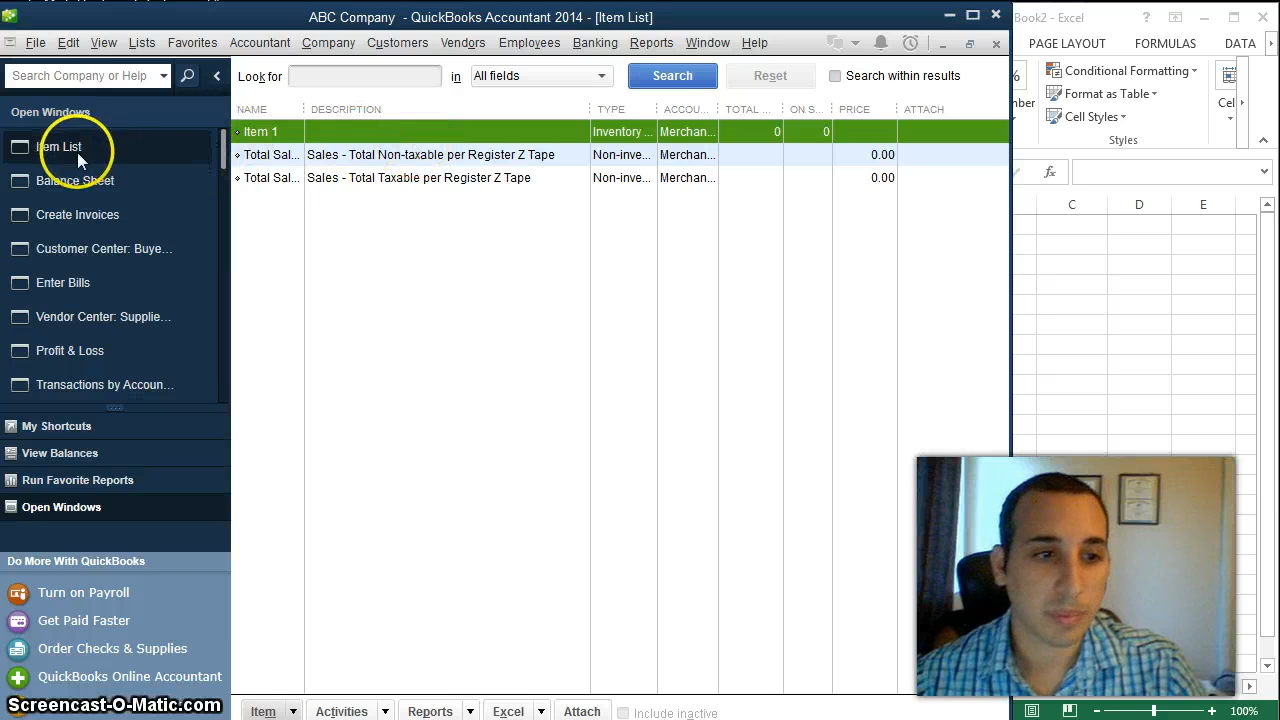 ABC Company - QuickBooks Accountant 2014 - [Item List]
Book2 - Excel
File Edit View Lists Favorites Accountant Company Customers Vendors Employees Banking Reports Window Help
PAGE LAYOUT FORMULAS DATA
Search Company or Help
Look for in All fields Search Reset Search within results
Conditional Formatting
Format as Table
Cell Styles
Cel
Styles
Open Windows
NAME DESCRIPTION TYPE ACCOU... TOTAL ... ON S... PRICE ATTACH
Item 1 Inventory ... Merchan... 0 0
Total Sal... Sales - Total Non-taxable per Register Z Tape Non-inve... Merchan... 0.00
Total Sal... Sales - Total Taxable per Register Z Tape Non-inve... Merchan... 0.00
fx
C D E
Item List
Balance Sheet
Create Invoices
Customer Center: Buye...
Enter Bills
Vendor Center: Supplie...
Profit & Loss
Transactions by Accoun...
My Shortcuts
View Balances
Run Favorite Reports
Open Windows
Do More With QuickBooks
Turn on Payroll
Get Paid Faster
Order Checks & Supplies
QuickBooks Online Accountant
Screencast-O-Matic.com
Item Activities Reports Excel Attach Include inactive
100%